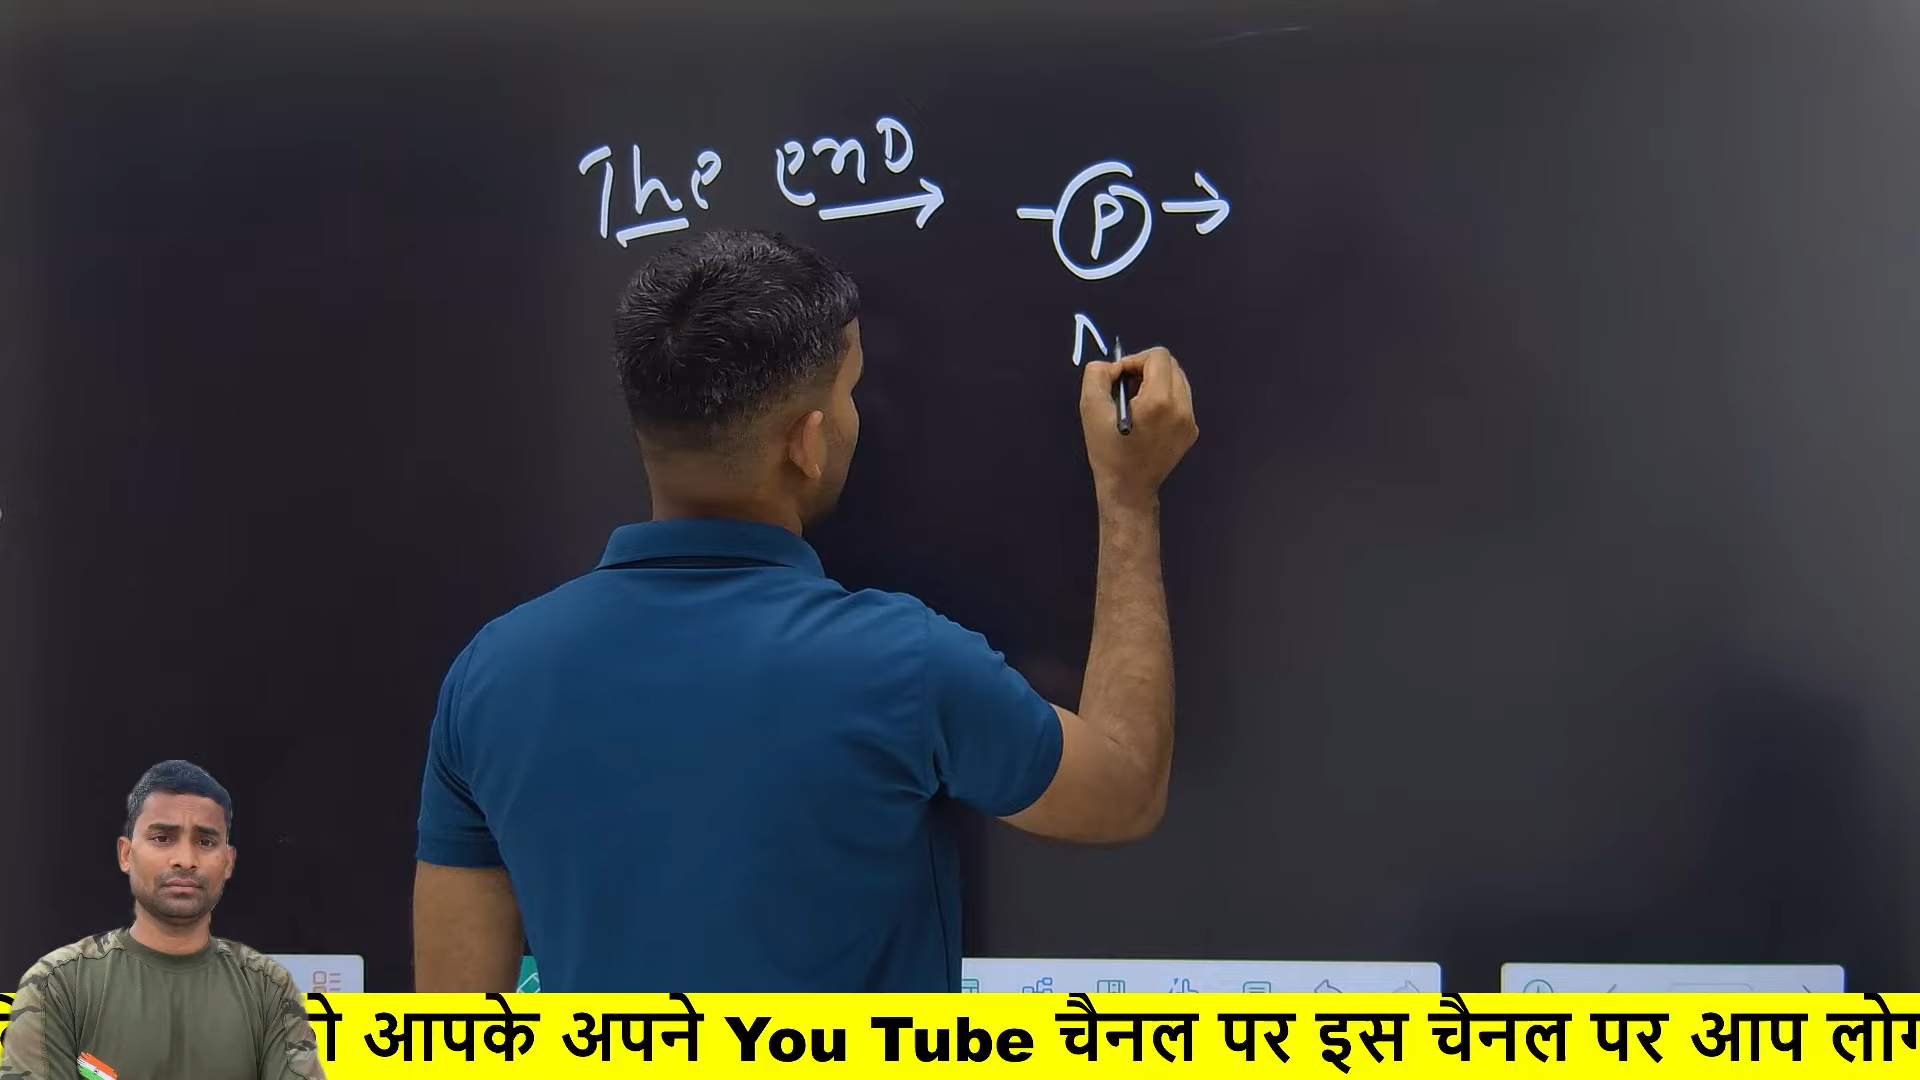 The enD → -P→
को आपके अपने You Tube चैनल पर इस चैनल पर आप